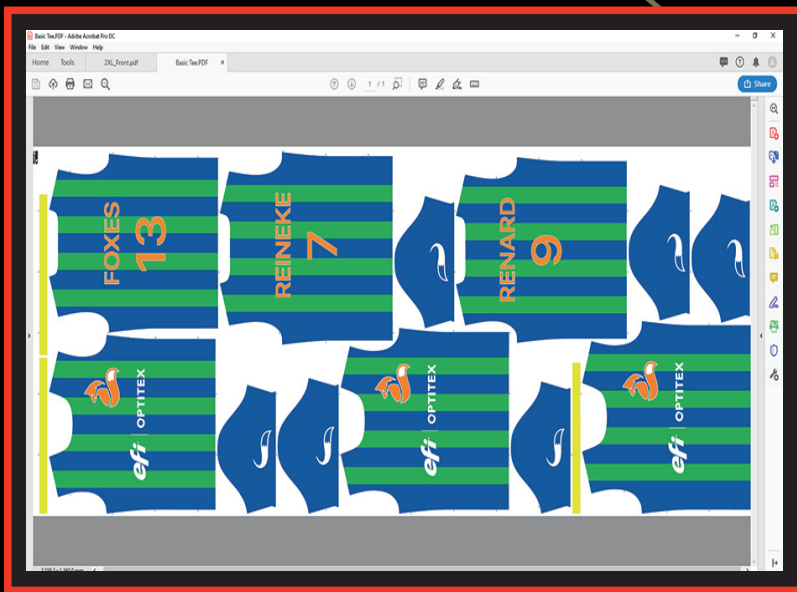 Basic Tee.PDF - Adobe Acrobat Pro DC
File Edit View Window Help
Home Tools 2XL_Front.pdf Basic Tee.PDF ×
1 / 1
Share
FOXES
13
REINEKE
7
RENARD
9
efi | OPTITEX
efi | OPTITEX
efi | OPTITEX